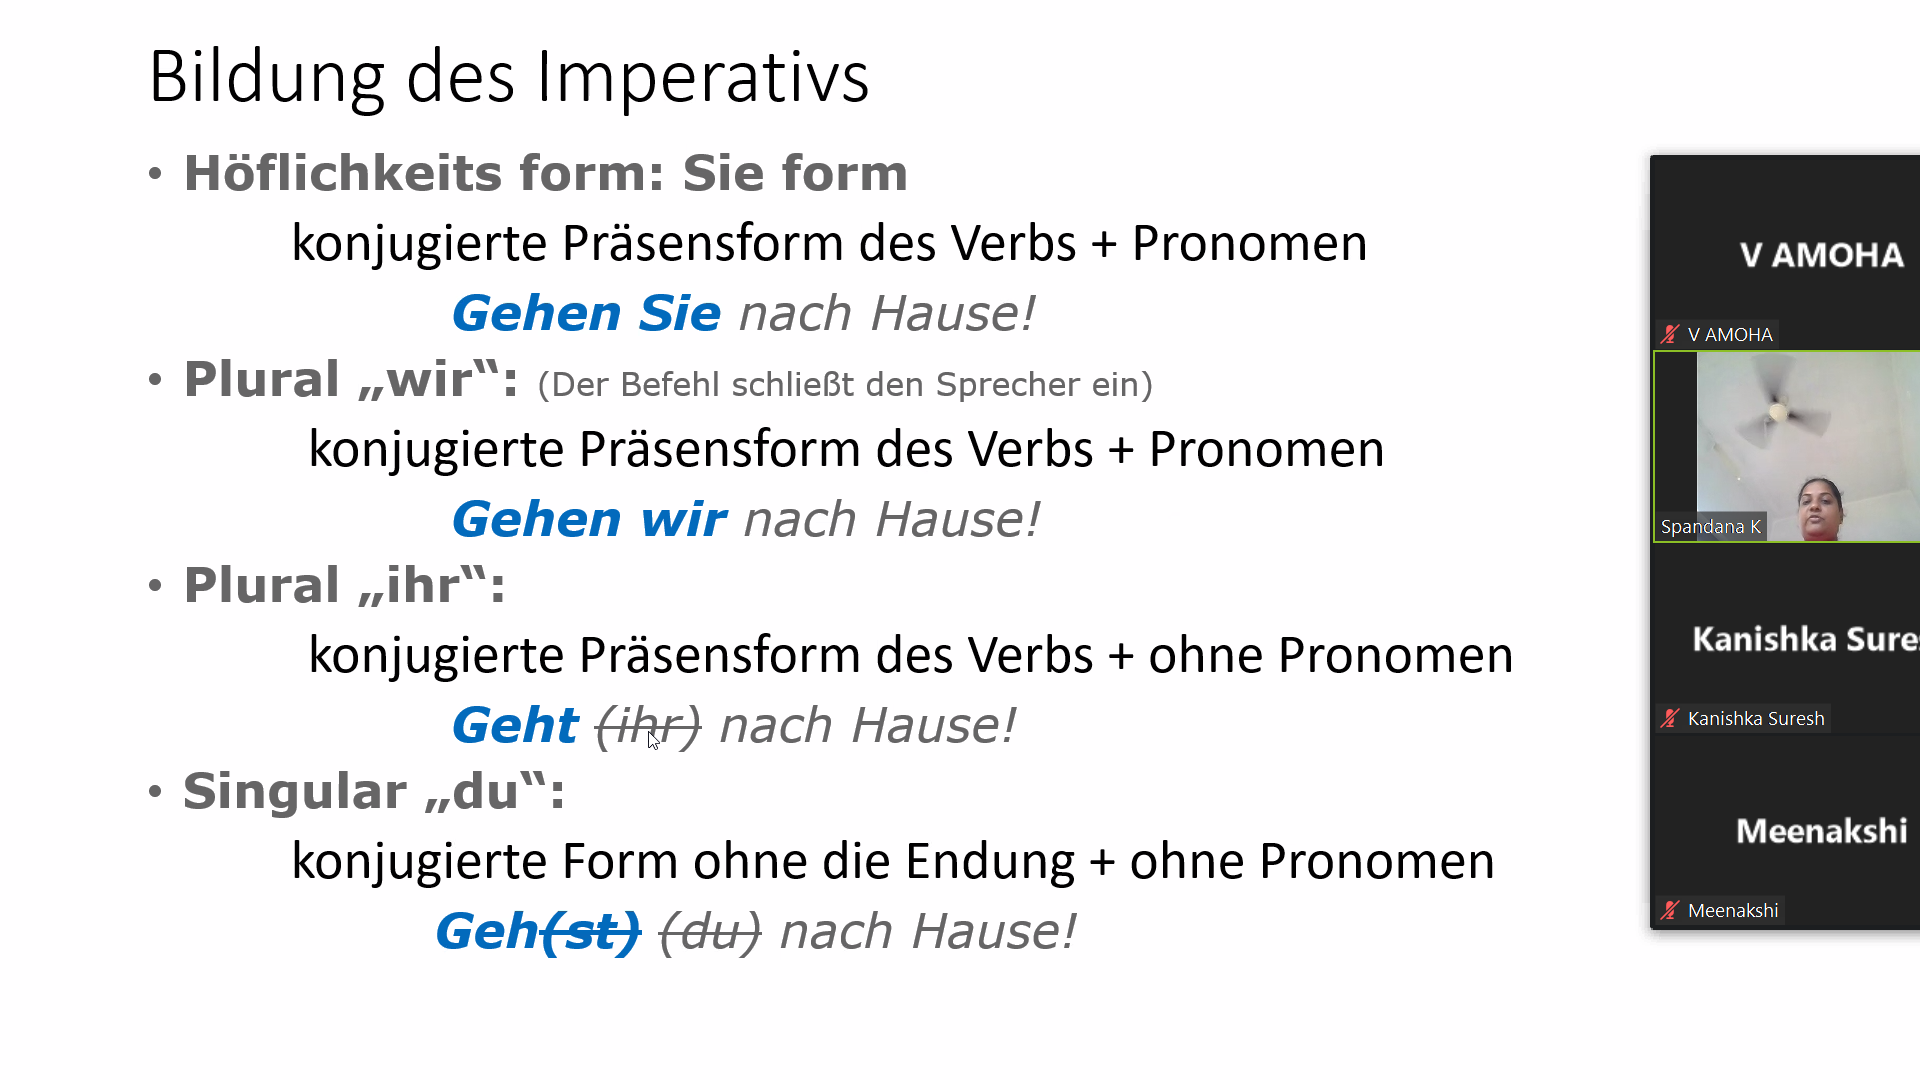 Bildung des Imperativs
• Höflichkeits form: Sie form
konjugierte Präsensform des Verbs + Pronomen
Gehen Sie nach Hause!
• Plural „wir“: (Der Befehl schließt den Sprecher ein)
konjugierte Präsensform des Verbs + Pronomen
Gehen wir nach Hause!
• Plural „ihr“:
konjugierte Präsensform des Verbs + ohne Pronomen
Geht (ihr) nach Hause!
• Singular „du“:
konjugierte Form ohne die Endung + ohne Pronomen
Geh(st) (du) nach Hause!
V AMOHA
V AMOHA
Spandana K
Kanishka Sure
Kanishka Suresh
Meenakshi
Meenakshi